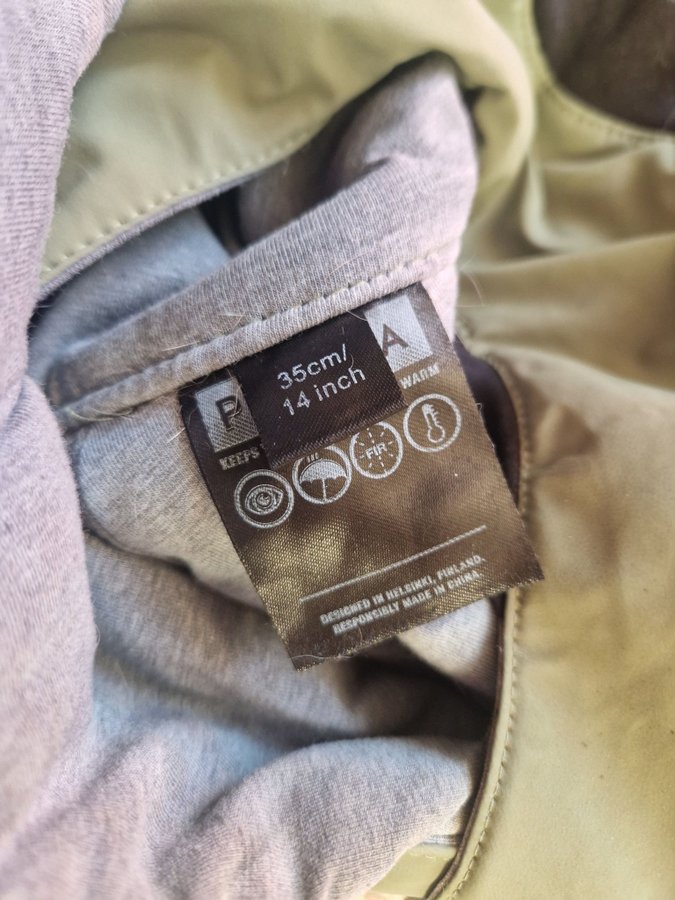 35cm/
14 inch
P A
KEEPS WARM
FIR
DESIGNED IN HELSINKI, FINLAND.
RESPONSIBLY MADE IN CHINA.